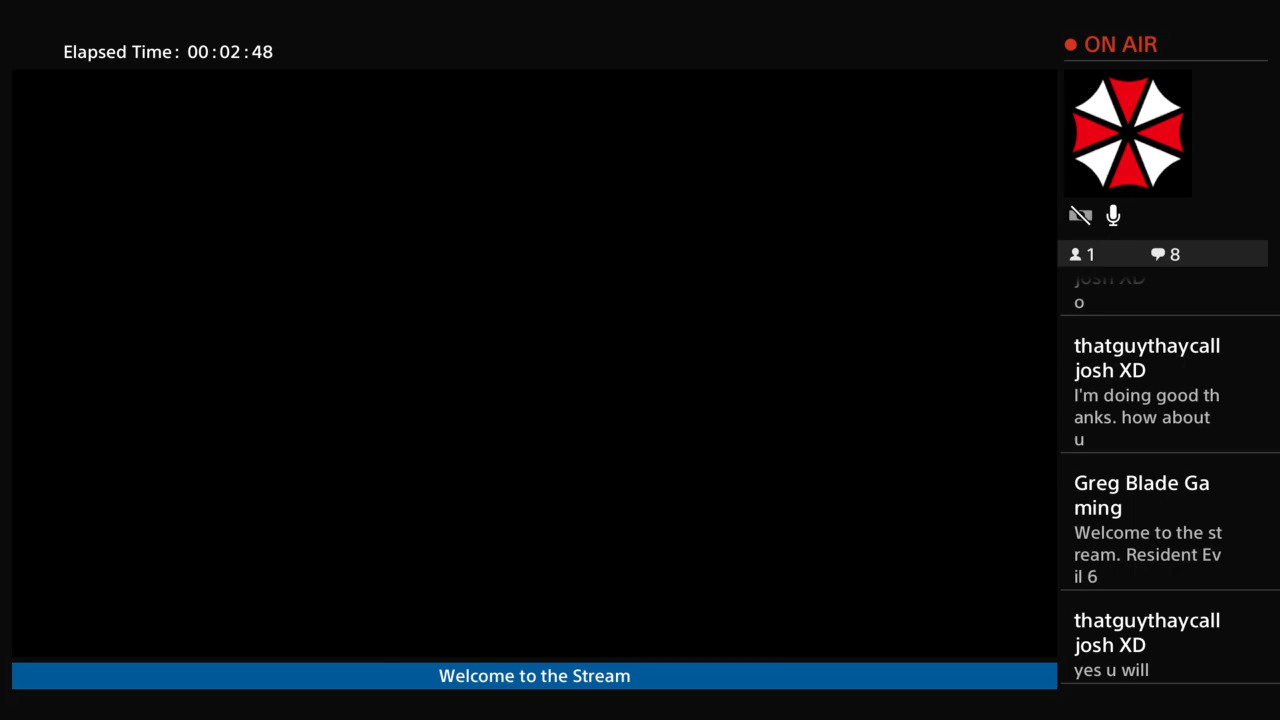 Elapsed Time: 00:02:48
ON AIR
1
8
josh XD
o
thatguythaycall
josh XD
I'm doing good th
anks. how about
u
Greg Blade Ga
ming
Welcome to the st
ream. Resident Ev
il 6
thatguythaycall
josh XD
yes u will
Welcome to the Stream